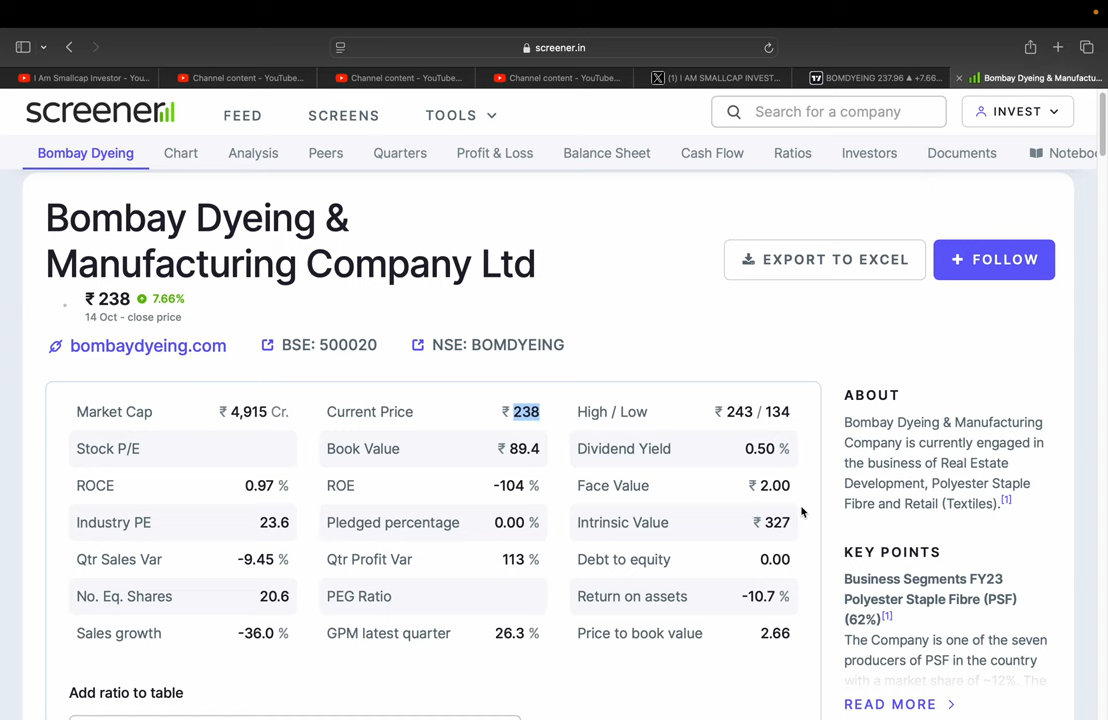 screener.in
I Am Smallcap Investor - You...
Channel content - YouTube...
Channel content - YouTube...
Channel content - YouTube...
(1) I AM SMALLCAP INVEST...
BOMDYEING 237.96 ▲ +7.66...
Bombay Dyeing & Manufactu...
screener
FEED
SCREENS
TOOLS
Search for a company
INVEST
Bombay Dyeing
Chart
Analysis
Peers
Quarters
Profit & Loss
Balance Sheet
Cash Flow
Ratios
Investors
Documents
Notebo
Bombay Dyeing &
Manufacturing Company Ltd
EXPORT TO EXCEL
+ FOLLOW
₹ 238 7.66%
14 Oct - close price
bombaydyeing.com
BSE: 500020
NSE: BOMDYEING
Market Cap ₹ 4,915 Cr.
Current Price ₹ 238
High / Low ₹ 243 / 134
Stock P/E
Book Value ₹ 89.4
Dividend Yield 0.50 %
ROCE 0.97 %
ROE -104 %
Face Value ₹ 2.00
Industry PE 23.6
Pledged percentage 0.00 %
Intrinsic Value ₹ 327
Qtr Sales Var -9.45 %
Qtr Profit Var 113 %
Debt to equity 0.00
No. Eq. Shares 20.6
PEG Ratio
Return on assets -10.7 %
Sales growth -36.0 %
GPM latest quarter 26.3 %
Price to book value 2.66
Add ratio to table
ABOUT
Bombay Dyeing & Manufacturing
Company is currently engaged in
the business of Real Estate
Development, Polyester Staple
Fibre and Retail (Textiles).[1]
KEY POINTS
Business Segments FY23
Polyester Staple Fibre (PSF)
(62%)[1]
The Company is one of the seven
producers of PSF in the country
with a market share of ~12%. The
READ MORE